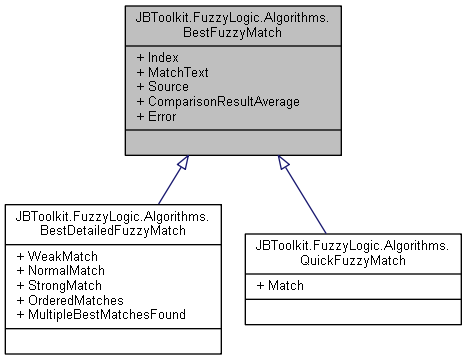 JBToolkit.FuzzyLogic.Algorithms.
BestFuzzyMatch
+ Index
+ MatchText
+ Source
+ ComparisonResultAverage
+ Error
JBToolkit.FuzzyLogic.Algorithms.
BestDetailedFuzzyMatch
+ WeakMatch
+ NormalMatch
+ StrongMatch
+ OrderedMatches
+ MultipleBestMatchesFound
JBToolkit.FuzzyLogic.Algorithms.
QuickFuzzyMatch
+ Match